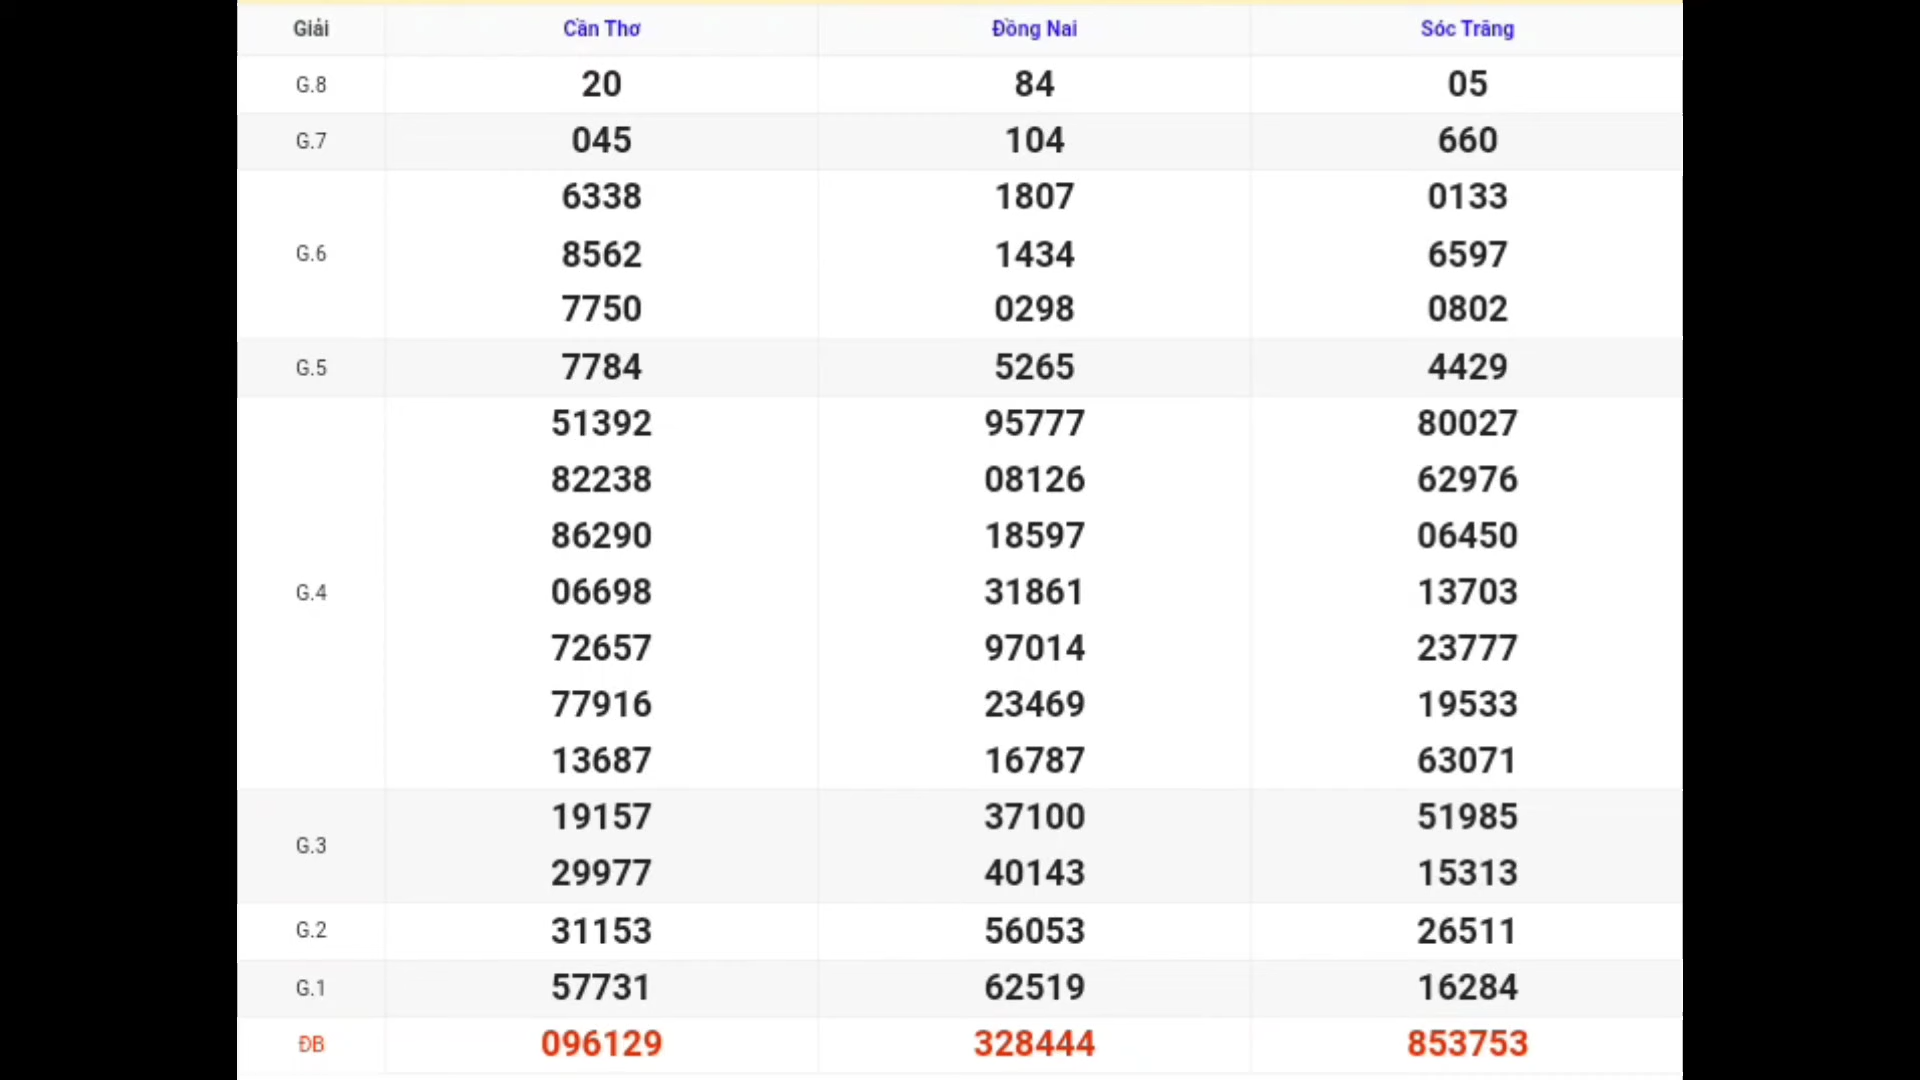 Giải Cần Thơ Đồng Nai Sóc Trăng
G.8 20 84 05
G.7 045 104 660
6338 1807 0133
G.6 8562 1434 6597
7750 0298 0802
G.5 7784 5265 4429
51392 95777 80027
82238 08126 62976
86290 18597 06450
G.4 06698 31861 13703
72657 97014 23777
77916 23469 19533
13687 16787 63071
19157 37100 51985
G.3
29977 40143 15313
G.2 31153 56053 26511
G.1 57731 62519 16284
ĐB 096129 328444 853753